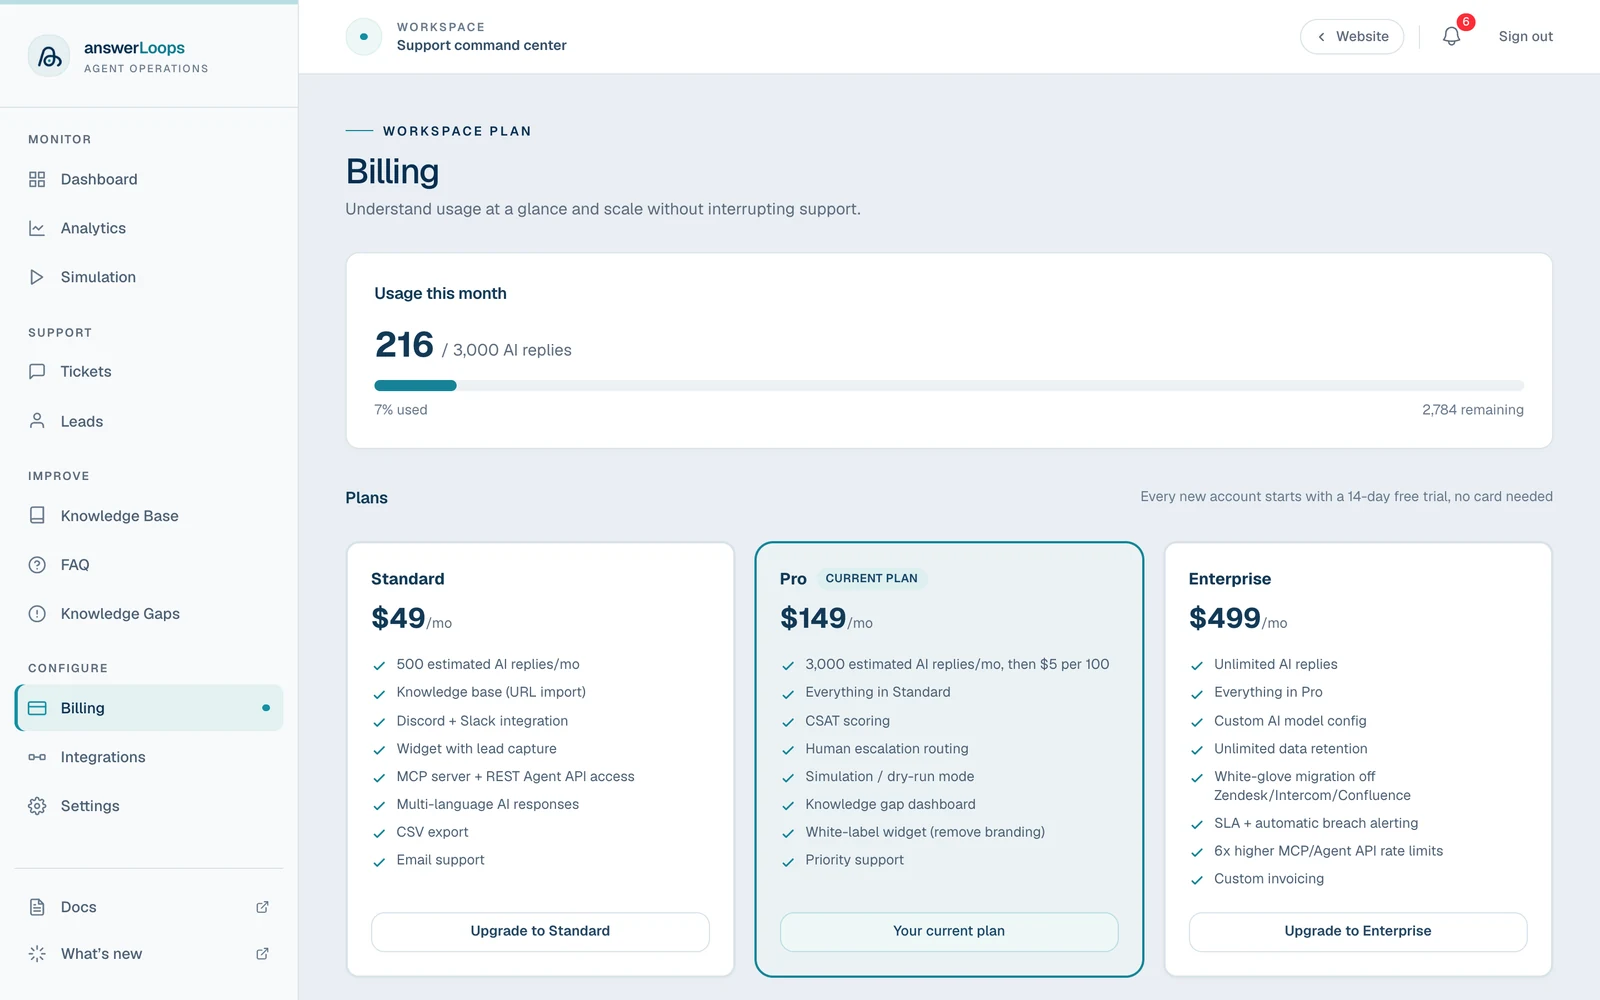 answerLoops
AGENT OPERATIONS
MONITOR
Dashboard
Analytics
Simulation
SUPPORT
Tickets
Leads
IMPROVE
Knowledge Base
FAQ
Knowledge Gaps
CONFIGURE
Billing
Integrations
Settings
Docs
What's new
WORKSPACE
Support command center
Website
6
Sign out
WORKSPACE PLAN
Billing
Understand usage at a glance and scale without interrupting support.
Usage this month
216 / 3,000 AI replies
7% used
2,784 remaining
Plans
Every new account starts with a 14-day free trial, no card needed
Standard
$49/mo
500 estimated AI replies/mo
Knowledge base (URL import)
Discord + Slack integration
Widget with lead capture
MCP server + REST Agent API access
Multi-language AI responses
CSV export
Email support
Upgrade to Standard
Pro CURRENT PLAN
$149/mo
3,000 estimated AI replies/mo, then $5 per 100
Everything in Standard
CSAT scoring
Human escalation routing
Simulation / dry-run mode
Knowledge gap dashboard
White-label widget (remove branding)
Priority support
Your current plan
Enterprise
$499/mo
Unlimited AI replies
Everything in Pro
Custom AI model config
Unlimited data retention
White-glove migration off
Zendesk/Intercom/Confluence
SLA + automatic breach alerting
6x higher MCP/Agent API rate limits
Custom invoicing
Upgrade to Enterprise